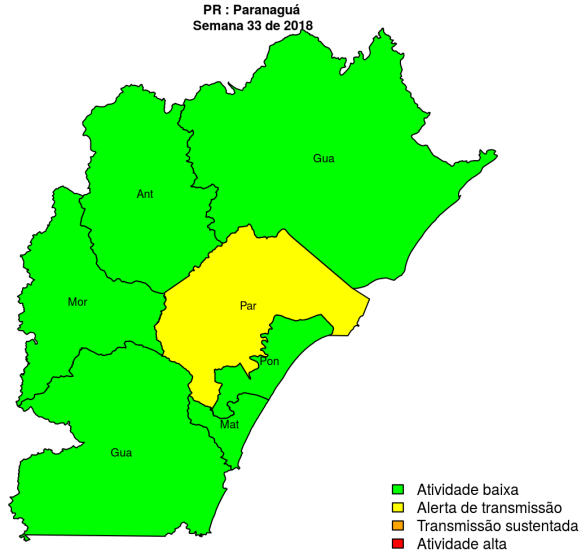 PR : Paranaguá
Semana 33 de 2018
Gua
Ant
Mor
Par
Pon
Mat
Gua
Atividade baixa
Alerta de transmissão
Transmissão sustentada
Atividade alta